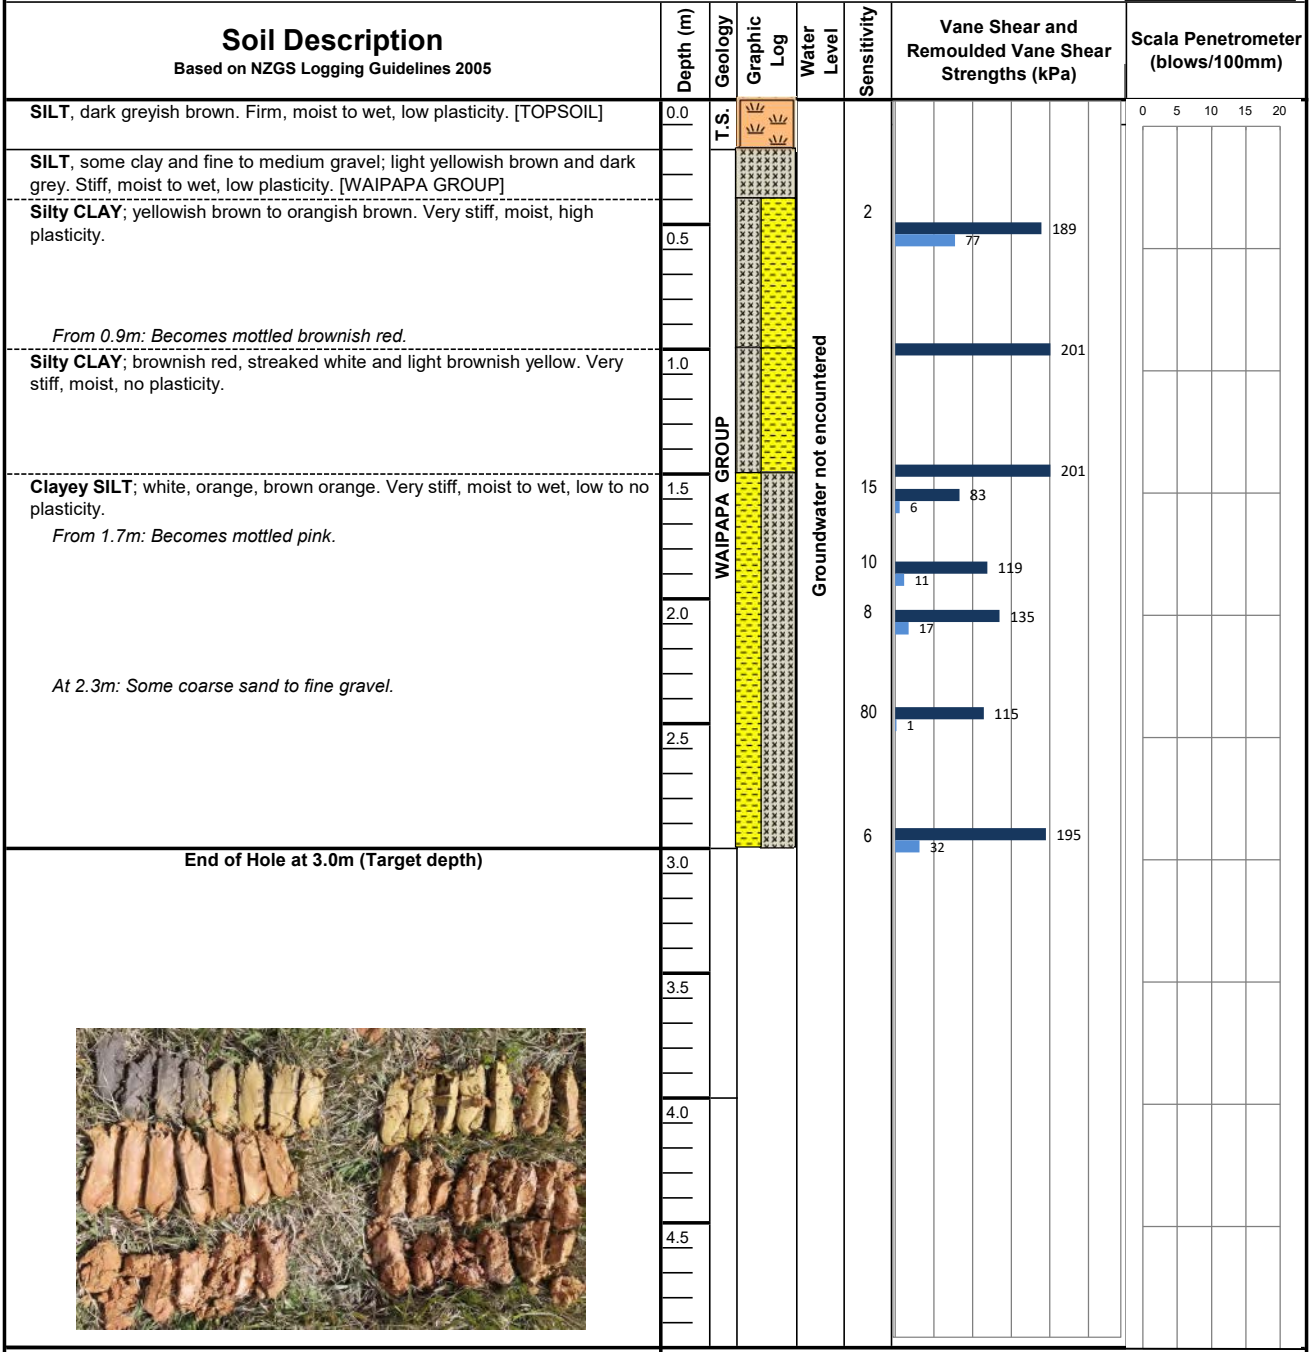 Soil Description
Based on NZGS Logging Guidelines 2005
Depth (m)
Geology
Graphic
Log
Water
Level
Sensitivity
Vane Shear and
Remoulded Vane Shear
Strengths (kPa)
Scala Penetrometer
(blows/100mm)
0 5 10 15 20
SILT, dark greyish brown. Firm, moist to wet, low plasticity. [TOPSOIL]
0.0
T.S.
SILT, some clay and fine to medium gravel; light yellowish brown and dark
grey. Stiff, moist to wet, low plasticity. [WAIPAPA GROUP]
Silty CLAY; yellowish brown to orangish brown. Very stiff, moist, high
plasticity.
2
189
77
0.5
From 0.9m: Becomes mottled brownish red.
201
Silty CLAY; brownish red, streaked white and light brownish yellow. Very
stiff, moist, no plasticity.
1.0
WAIPAPA GROUP
Groundwater not encountered
201
Clayey SILT; white, orange, brown orange. Very stiff, moist to wet, low to no
plasticity.
1.5
15
83
6
From 1.7m: Becomes mottled pink.
10
119
11
2.0
8
135
17
At 2.3m: Some coarse sand to fine gravel.
80
115
1
2.5
6
195
32
End of Hole at 3.0m (Target depth)
3.0
3.5
4.0
4.5